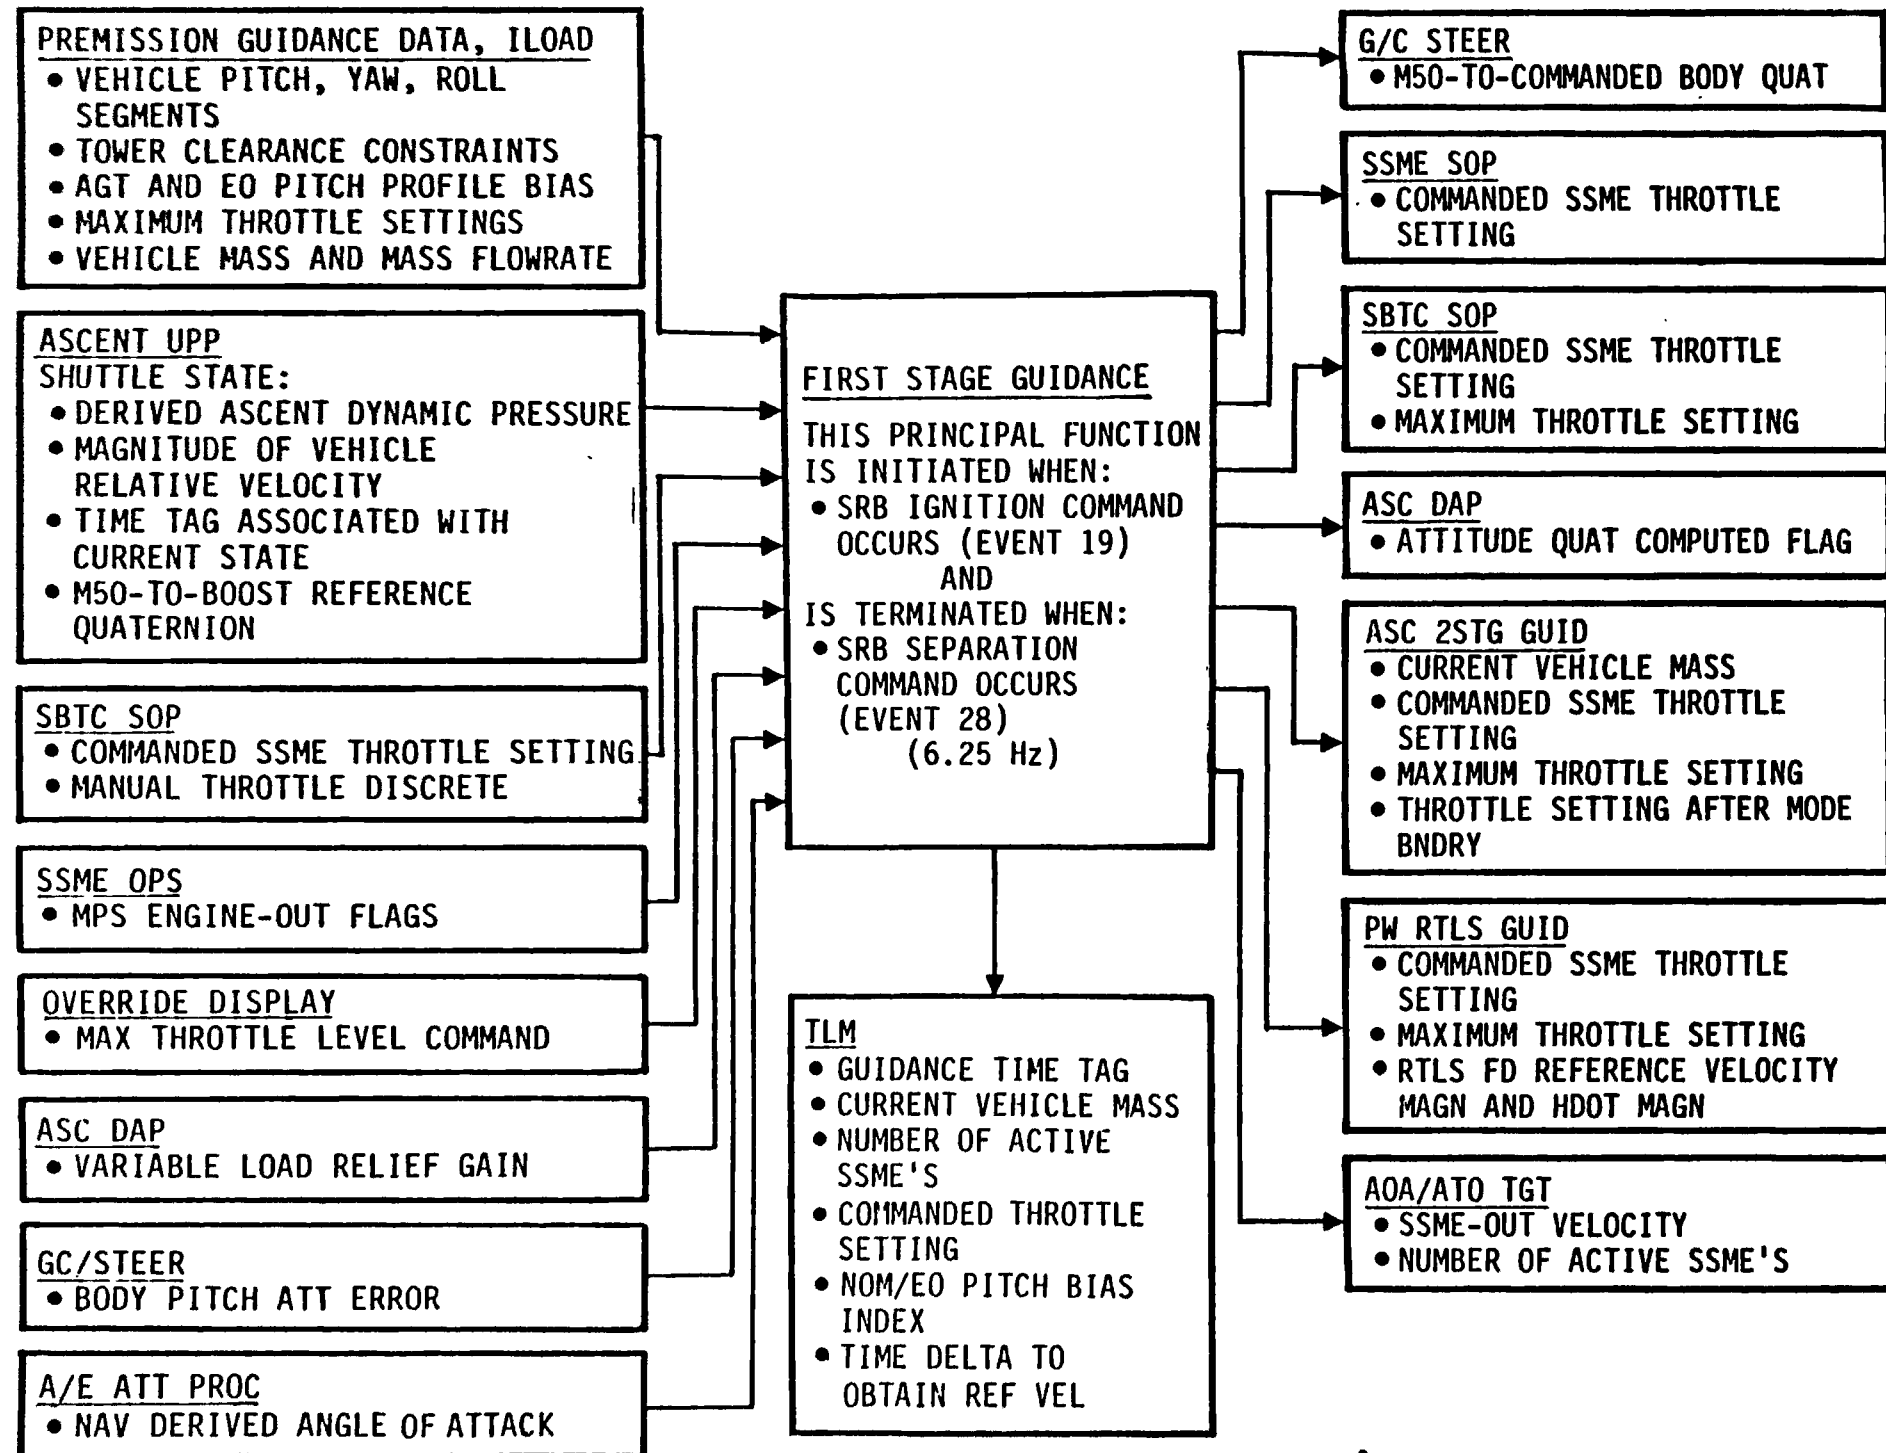 PREMISSION GUIDANCE DATA, ILOAD
• VEHICLE PITCH, YAW, ROLL
SEGMENTS
• TOWER CLEARANCE CONSTRAINTS
• AGT AND EO PITCH PROFILE BIAS
• MAXIMUM THROTTLE SETTINGS
• VEHICLE MASS AND MASS FLOWRATE
ASCENT UPP
SHUTTLE STATE:
• DERIVED ASCENT DYNAMIC PRESSURE
• MAGNITUDE OF VEHICLE
RELATIVE VELOCITY
• TIME TAG ASSOCIATED WITH
CURRENT STATE
• M50-TO-BOOST REFERENCE
QUATERNION
SBTC SOP
• COMMANDED SSME THROTTLE SETTING
• MANUAL THROTTLE DISCRETE
SSME OPS
• MPS ENGINE-OUT FLAGS
OVERRIDE DISPLAY
• MAX THROTTLE LEVEL COMMAND
ASC DAP
• VARIABLE LOAD RELIEF GAIN
GC/STEER
• BODY PITCH ATT ERROR
A/E ATT PROC
• NAV DERIVED ANGLE OF ATTACK
FIRST STAGE GUIDANCE
THIS PRINCIPAL FUNCTION
IS INITIATED WHEN:
• SRB IGNITION COMMAND
OCCURS (EVENT 19)
AND
IS TERMINATED WHEN:
• SRB SEPARATION
COMMAND OCCURS
(EVENT 28)
(6.25 Hz)
TLM
• GUIDANCE TIME TAG
• CURRENT VEHICLE MASS
• NUMBER OF ACTIVE
SSME'S
• COMMANDED THROTTLE
SETTING
• NOM/EO PITCH BIAS
INDEX
• TIME DELTA TO
OBTAIN REF VEL
G/C STEER
• M50-TO-COMMANDED BODY QUAT
SSME SOP
• COMMANDED SSME THROTTLE
SETTING
SBTC SOP
• COMMANDED SSME THROTTLE
SETTING
• MAXIMUM THROTTLE SETTING
ASC DAP
• ATTITUDE QUAT COMPUTED FLAG
ASC 2STG GUID
• CURRENT VEHICLE MASS
• COMMANDED SSME THROTTLE
SETTING
• MAXIMUM THROTTLE SETTING
• THROTTLE SETTING AFTER MODE
BNDRY
PW RTLS GUID
• COMMANDED SSME THROTTLE
SETTING
• MAXIMUM THROTTLE SETTING
• RTLS FD REFERENCE VELOCITY
MAGN AND HDOT MAGN
AOA/ATO TGT
• SSME-OUT VELOCITY
• NUMBER OF ACTIVE SSME'S